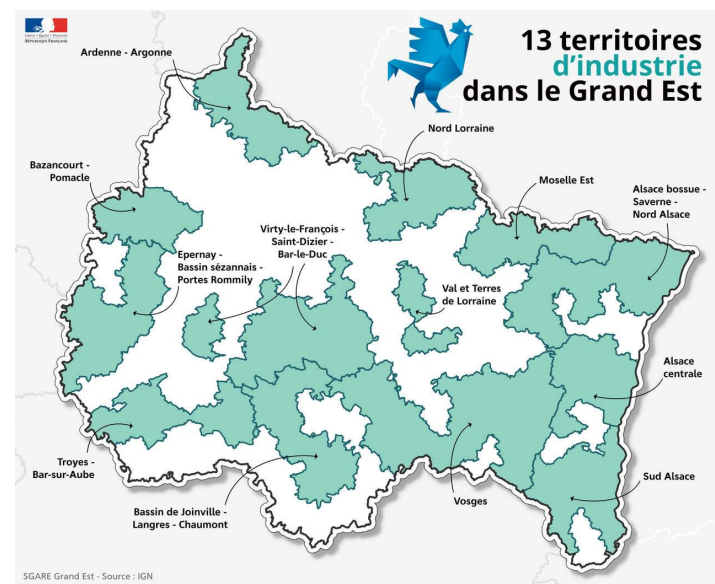 Liberté • Égalité • Fraternité
RÉPUBLIQUE FRANÇAISE
13 territoires
d'industrie
dans le Grand Est
Ardenne - Argonne
Nord Lorraine
Bazancourt -
Pomacle
Moselle Est
Alsace bossue -
Saverne -
Nord Alsace
Virty-le-François -
Saint-Dizier -
Bar-le-Duc
Epernay -
Bassin sézannais -
Portes Rommily
Val et Terres
de Lorraine
Alsace
centrale
Troyes -
Bar-sur-Aube
Sud Alsace
Vosges
Bassin de Joinville -
Langres - Chaumont
SGARE Grand Est - Source : IGN